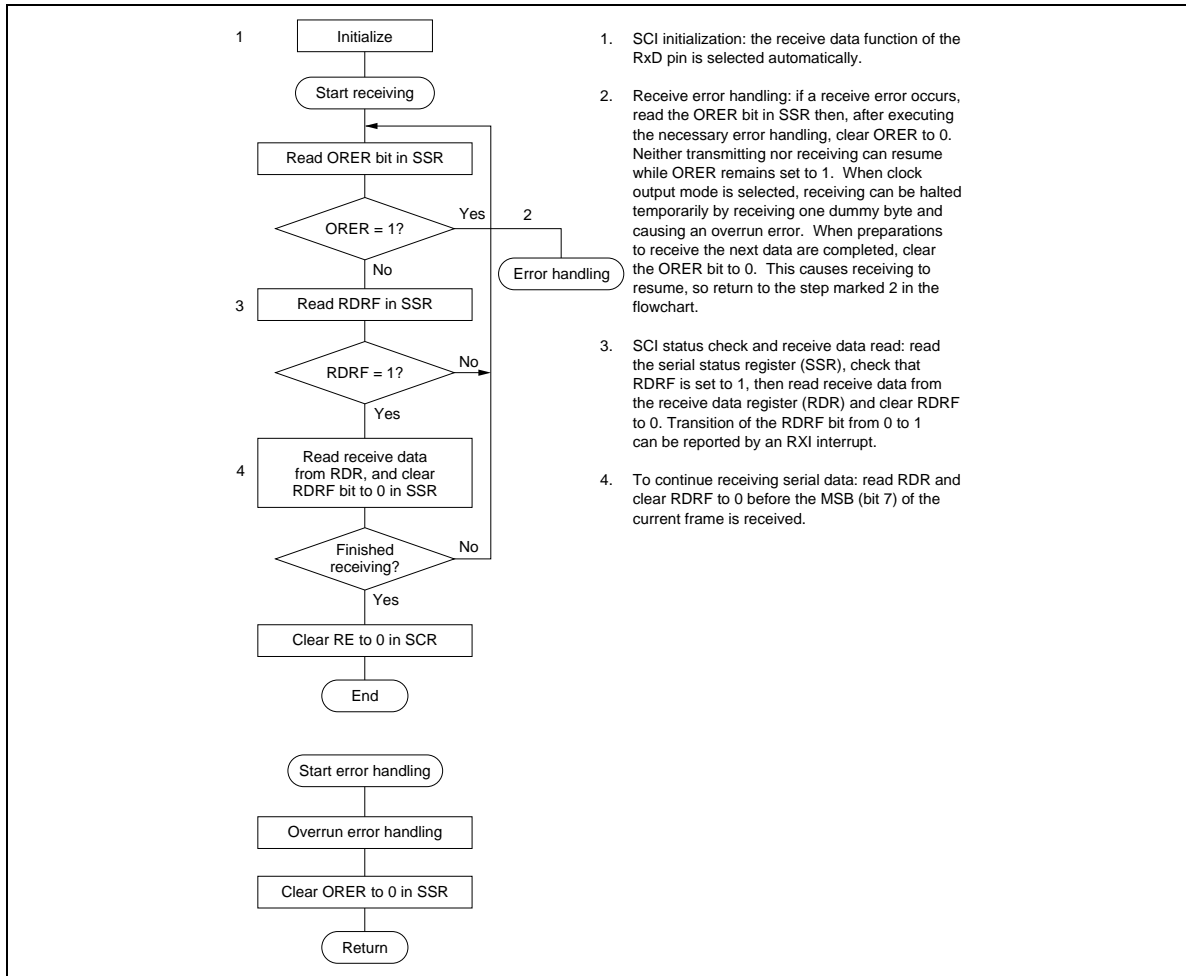 1
Initialize
Start receiving
Read ORER bit in SSR
ORER = 1?
Yes
2
No
Error handling
3
Read RDRF in SSR
RDRF = 1?
No
Yes
4
Read receive data
from RDR, and clear
RDRF bit to 0 in SSR
Finished
receiving?
No
Yes
Clear RE to 0 in SCR
End
Start error handling
Overrun error handling
Clear ORER to 0 in SSR
Return
1. SCI initialization: the receive data function of the
RxD pin is selected automatically.
2. Receive error handling: if a receive error occurs,
read the ORER bit in SSR then, after executing
the necessary error handling, clear ORER to 0.
Neither transmitting nor receiving can resume
while ORER remains set to 1. When clock
output mode is selected, receiving can be halted
temporarily by receiving one dummy byte and
causing an overrun error. When preparations
to receive the next data are completed, clear
the ORER bit to 0. This causes receiving to
resume, so return to the step marked 2 in the
flowchart.
3. SCI status check and receive data read: read
the serial status register (SSR), check that
RDRF is set to 1, then read receive data from
the receive data register (RDR) and clear RDRF
to 0. Transition of the RDRF bit from 0 to 1
can be reported by an RXI interrupt.
4. To continue receiving serial data: read RDR and
clear RDRF to 0 before the MSB (bit 7) of the
current frame is received.